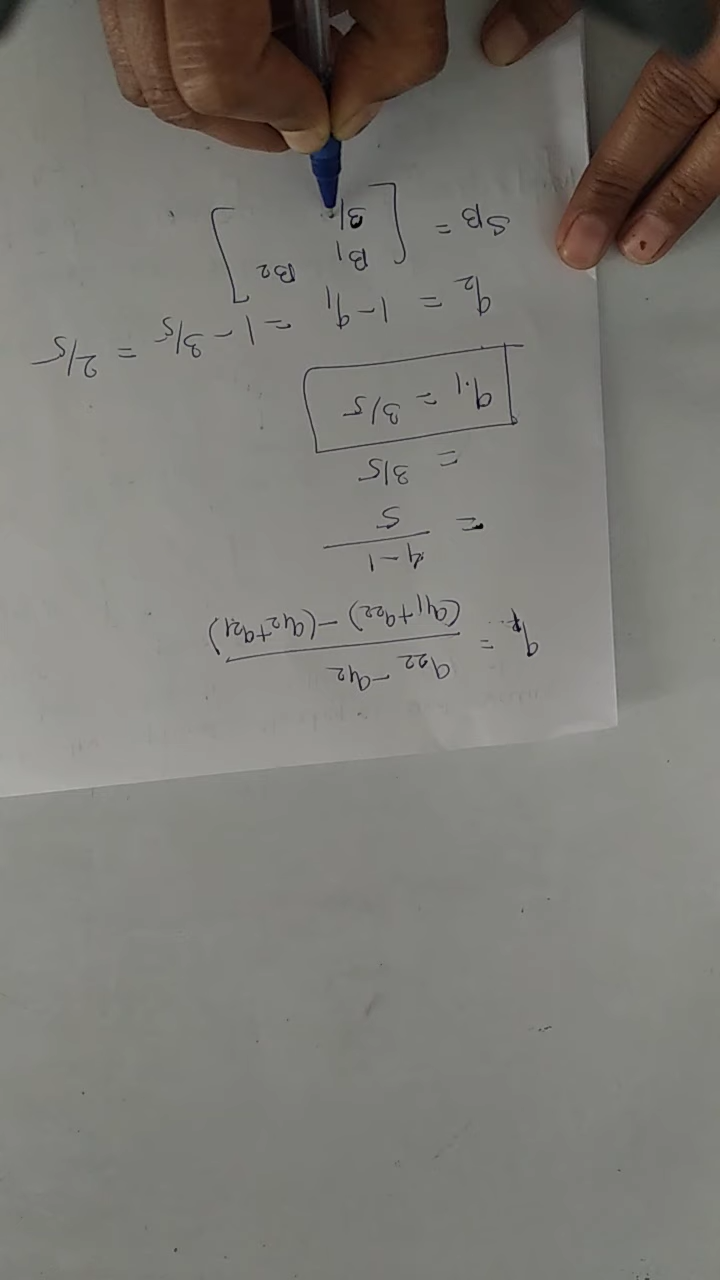 q1 = a22 - a12 / (a11 + a22) - (a12 + a21)
= 4 - 1 / 5
= 3/5
q1 = 3/5
q2 = 1 - q1 = 1 - 3/5 = 2/5
SB = [ B1 B2
3/ ]